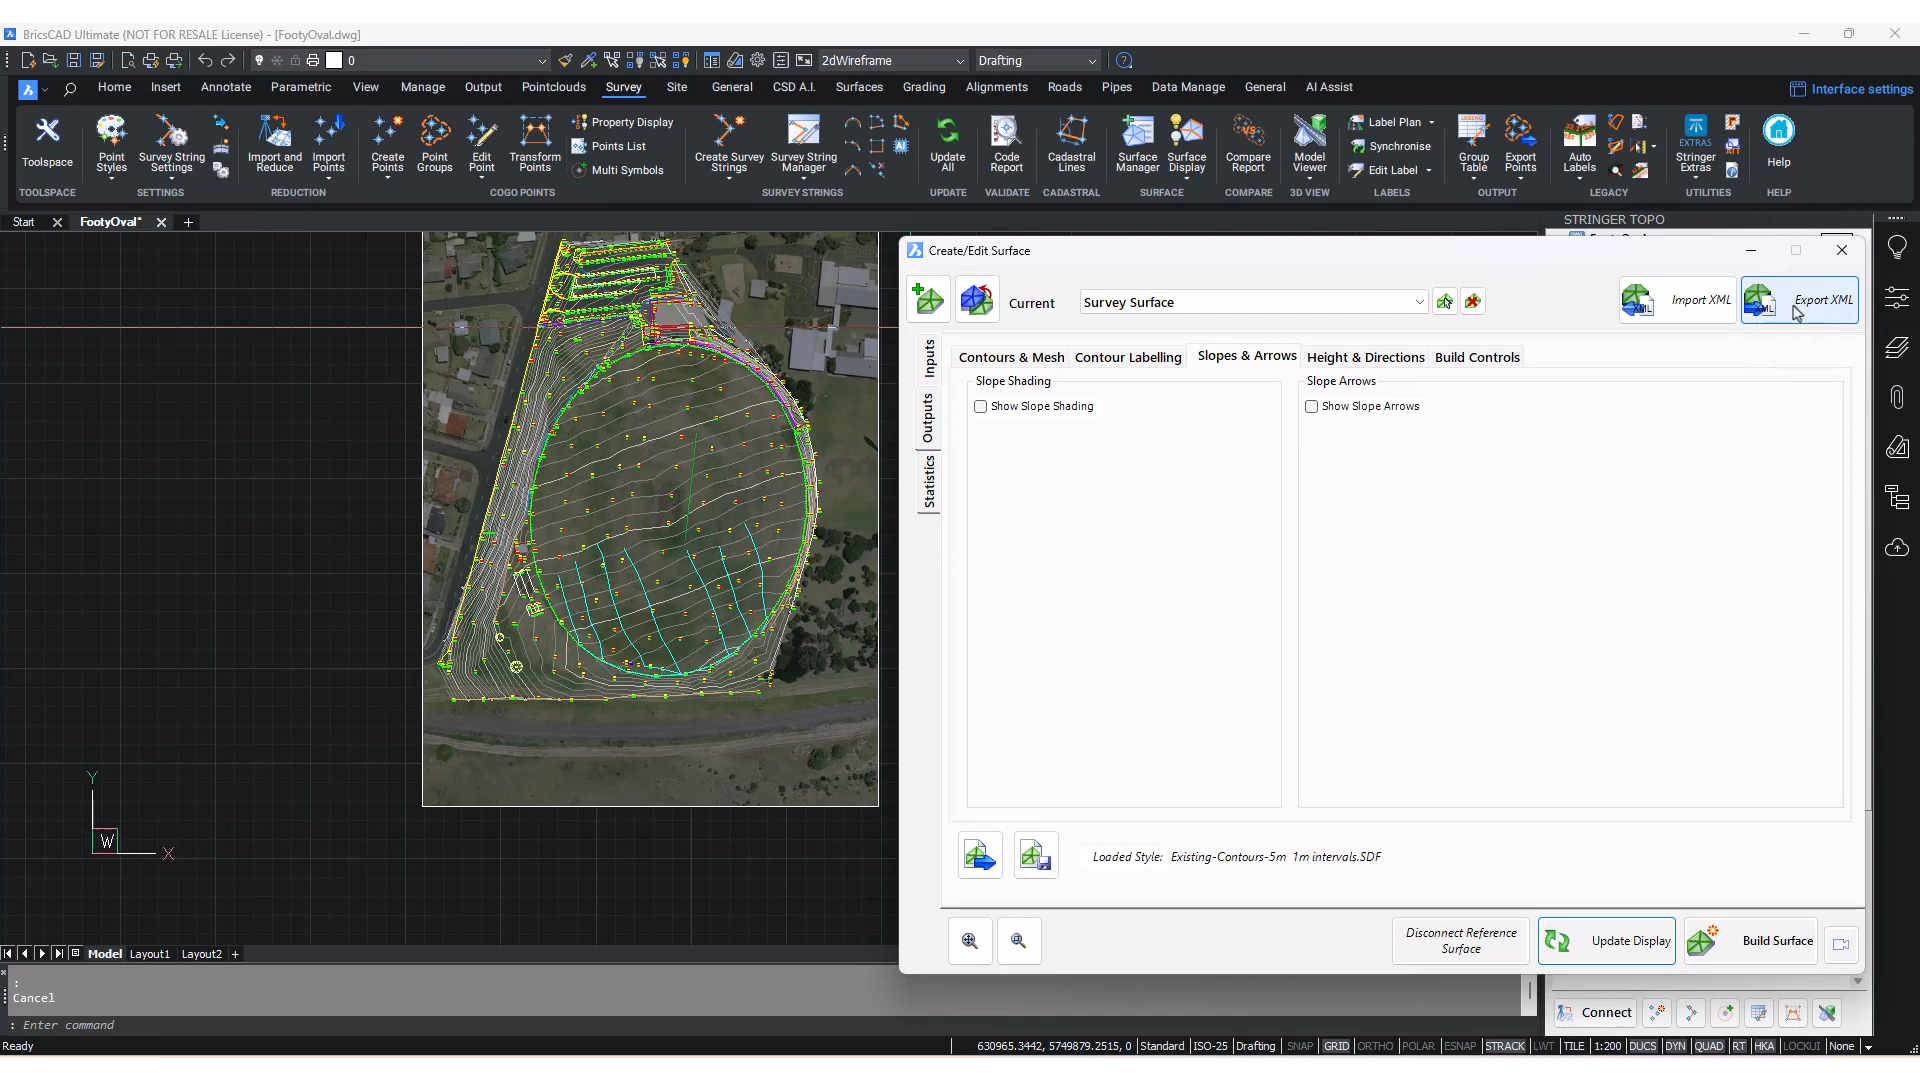 BricsCAD Ultimate (NOT FOR RESALE License) - [FootyOval.dwg]
0
2dWireframe
Drafting
Home Insert Annotate Parametric View Manage Output Pointclouds Survey Site General CSD A.I. Surfaces Grading Alignments Roads Pipes Data Manage General AI Assist
Interface settings
Toolspace
Point Styles
Survey String Settings
Import and Reduce
Import Points
Create Points
Point Groups
Edit Point
Transform Points
Property Display
Points List
Multi Symbols
Create Survey Strings
Survey String Manager
Update All
Code Report
Cadastral Lines
Surface Manager
Surface Display
Compare Report
Model Viewer
Label Plan
Synchronise
Edit Label
Group Table
Export Points
Auto Labels
EXTRAS
Stringer Extras
Help
TOOLSPACE SETTINGS REDUCTION COGO POINTS SURVEY STRINGS UPDATE VALIDATE CADASTRAL SURFACE COMPARE 3D VIEW LABELS OUTPUT LEGACY UTILITIES HELP
Start FootyOval*
STRINGER TOPO
Create/Edit Surface
Current
Survey Surface
XML
Import XML
XML
Export XML
Inputs
Outputs
Statistics
Contours & Mesh Contour Labelling Slopes & Arrows Height & Directions Build Controls
Slope Shading
Show Slope Shading
Slope Arrows
Show Slope Arrows
Loaded Style: Existing-Contours-5m 1m intervals.SDF
Disconnect Reference
Surface
Update Display
Build Surface
Y
W
X
Model Layout1 Layout2 +
:
Cancel
: Enter command
Connect
Ready
630965.3442, 5749879.2515, 0 Standard ISO-25 Drafting SNAP GRID ORTHO POLAR ESNAP STRACK LWT TILE 1:200 DUCS DYN QUAD RT HKA LOCKUI None